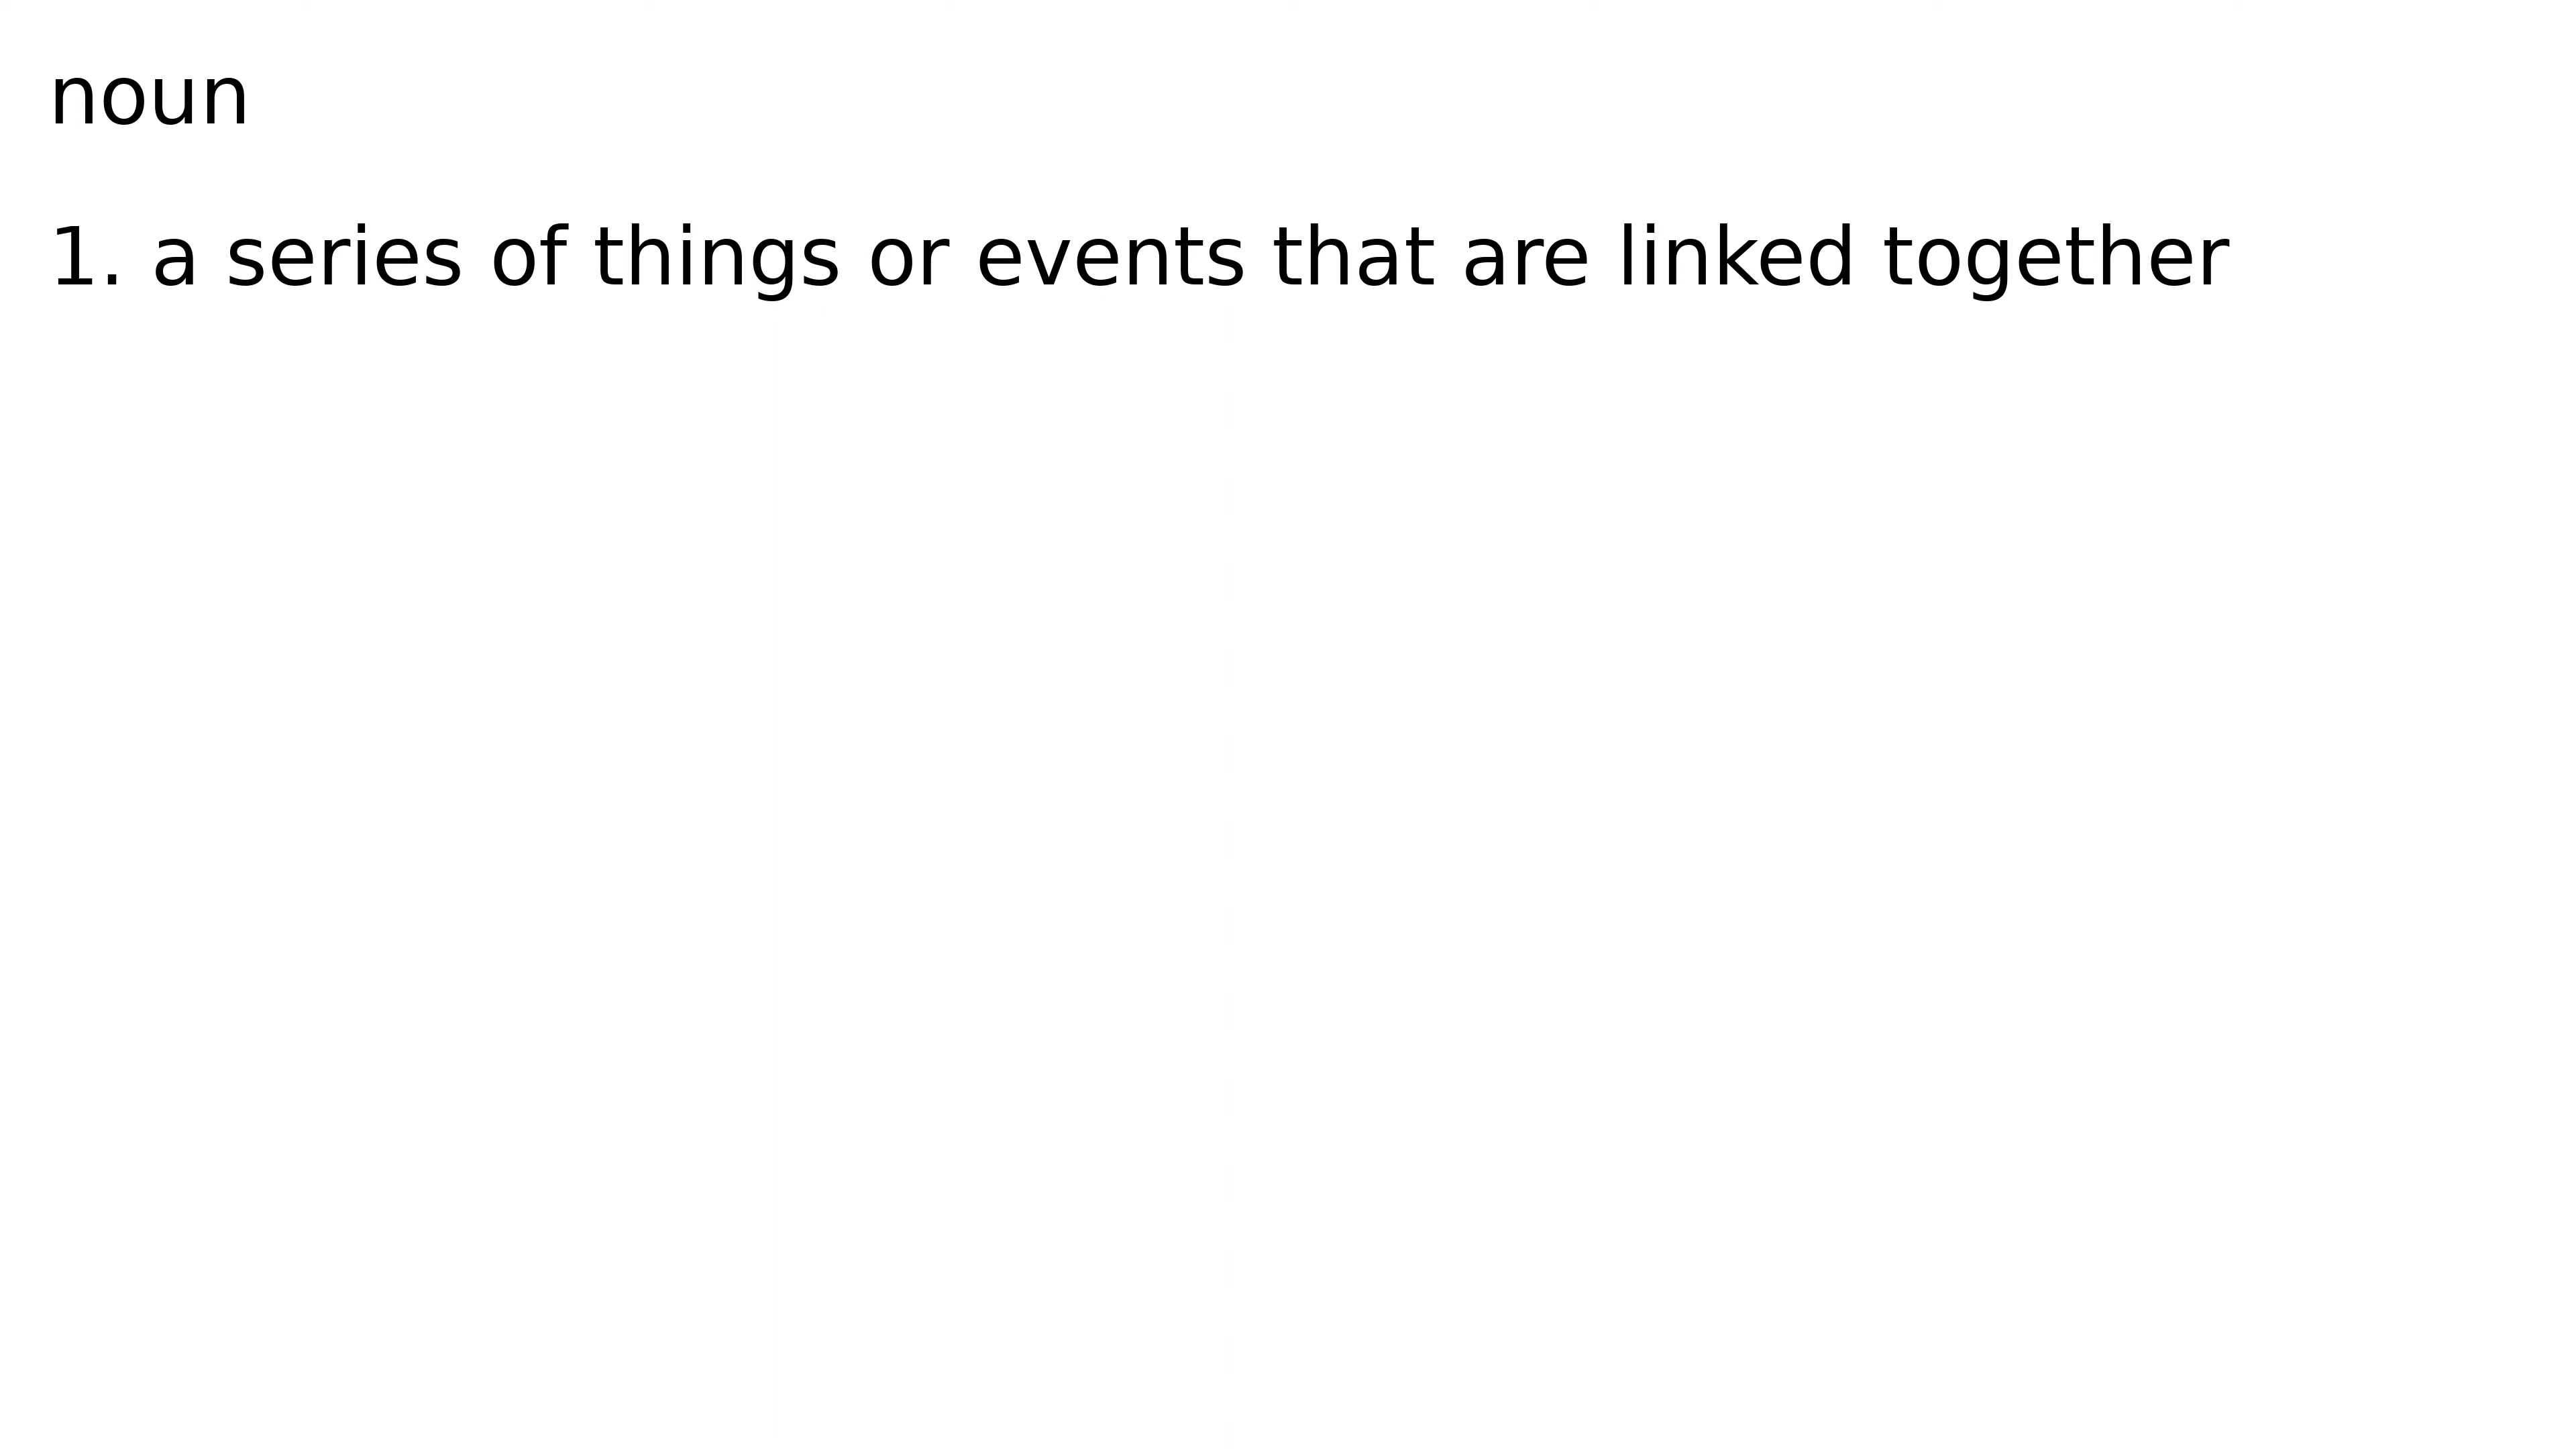 noun
1. a series of things or events that are linked together